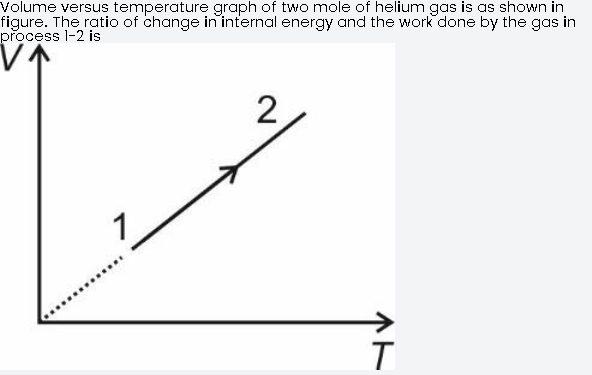 Volume versus temperature graph of two mole of helium gas is as shown in
figure. The ratio of change in internal energy and the work done by the gas in
process 1-2 is
V
2
1
T